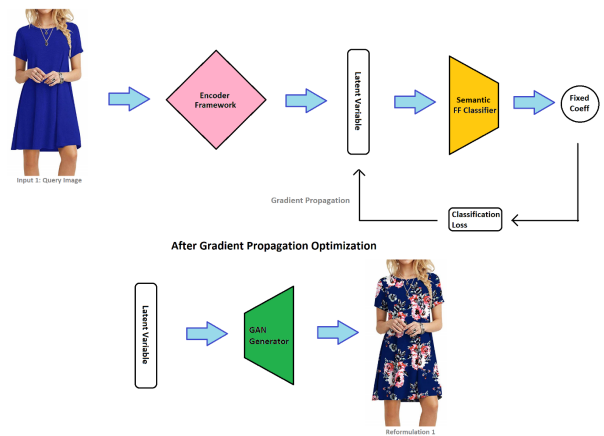 Encoder
Framework
Latent Variable
Semantic
FF Classifier
Fixed
Coeff
Input 1: Query Image
Gradient Propagation
Classification
Loss
After Gradient Propagation Optimization
Latent Variable
GAN
Generator
Reformulation 1